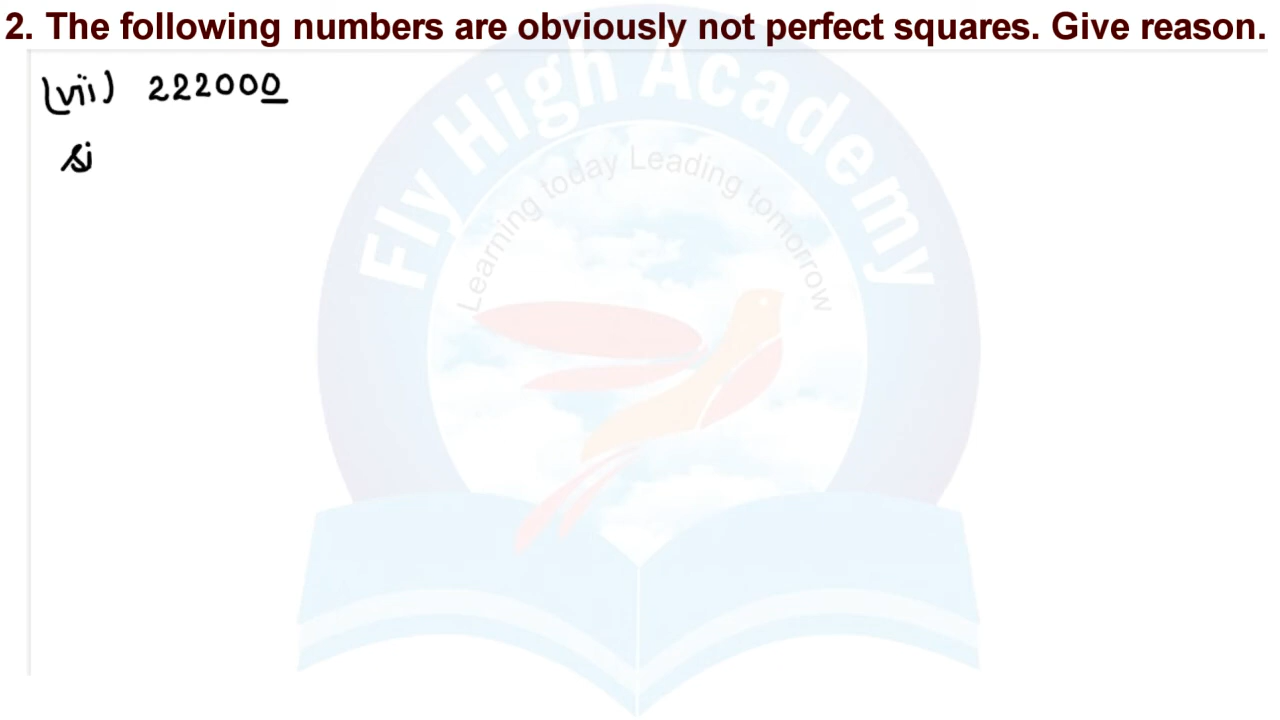 2. The following numbers are obviously not perfect squares. Give reason.
(vii) 222000
si
Fly High Academy
Learning today Leading tomorrow